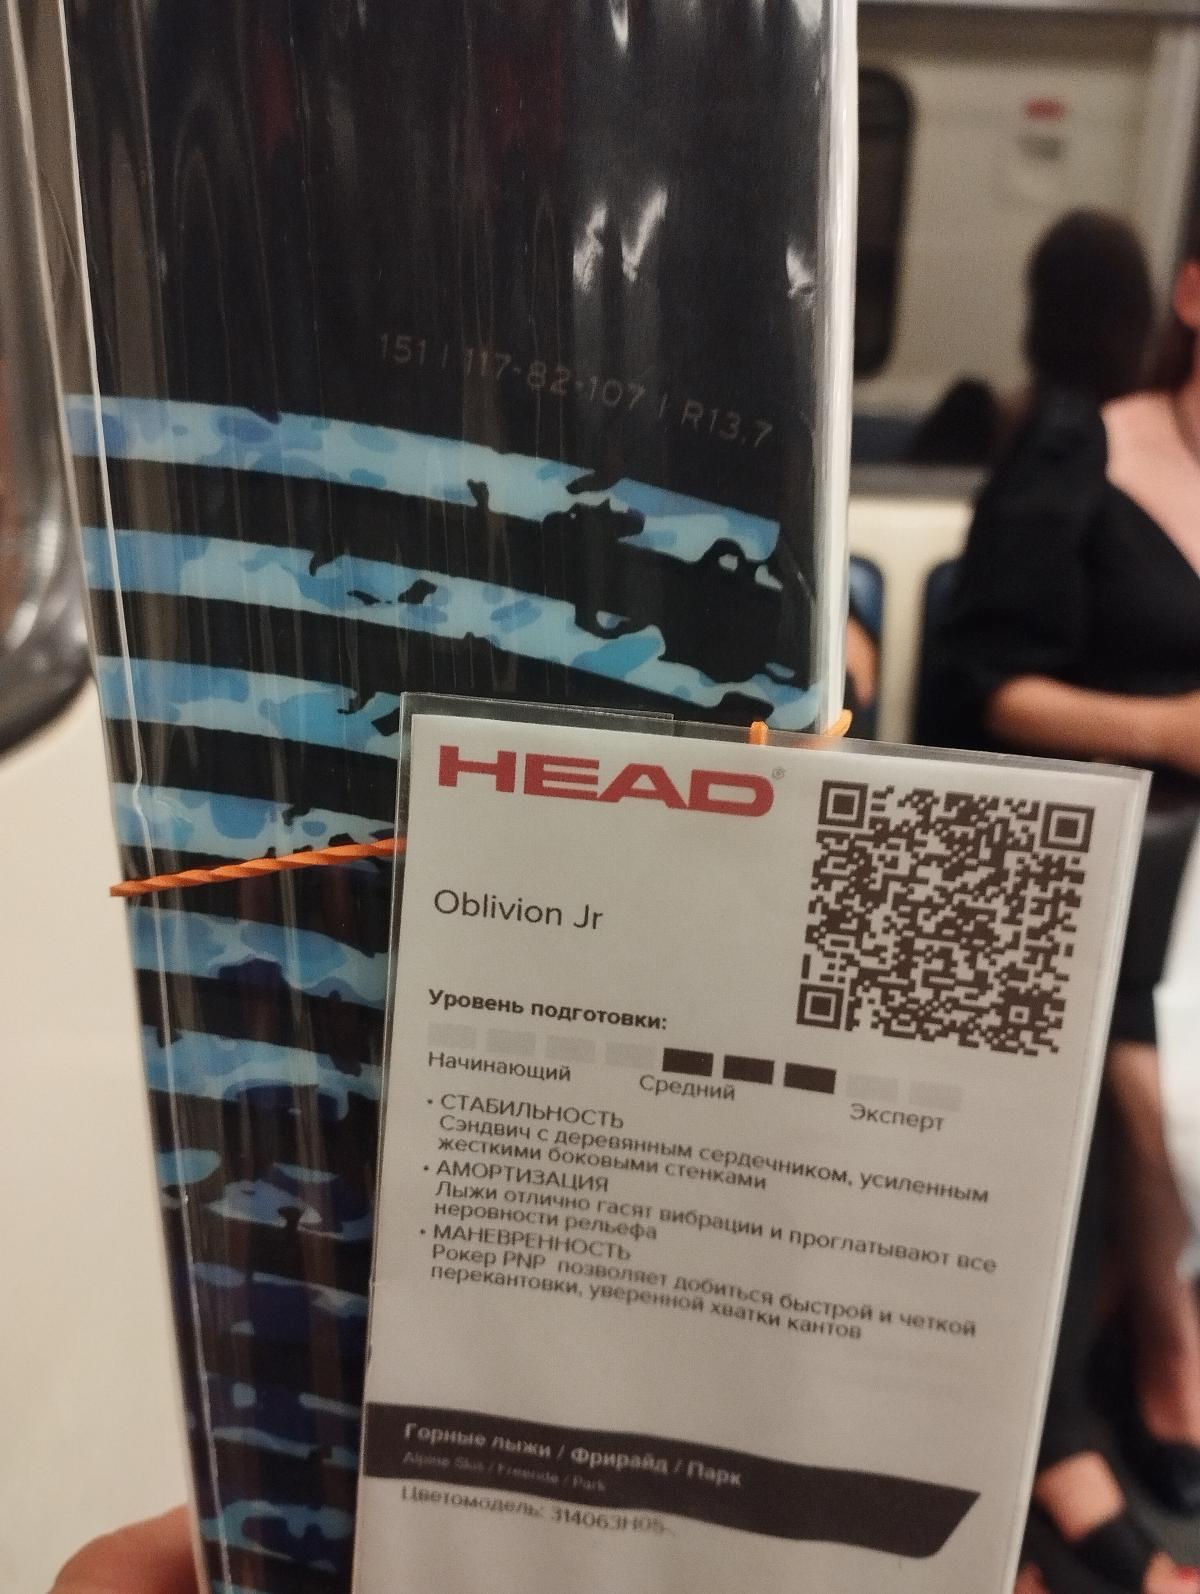 151 | 117-82-107 | R13,7
HEAD®
Oblivion Jr
Уровень подготовки:
Начинающий
Средний
Эксперт
• СТАБИЛЬНОСТЬ
Сэндвич с деревянным сердечником, усиленным
жесткими боковыми стенками
• АМОРТИЗАЦИЯ
Лыжи отлично гасят вибрации и проглатывают все
неровности рельефа
• МАНЕВРЕННОСТЬ
Рокер PNP позволяет добиться быстрой и четкой
перекантовки, уверенной хватки кантов
Горные лыжи / Фрирайд / Парк
Alpine Skis / Freeride / Park
Цветомодель: 314063H05-